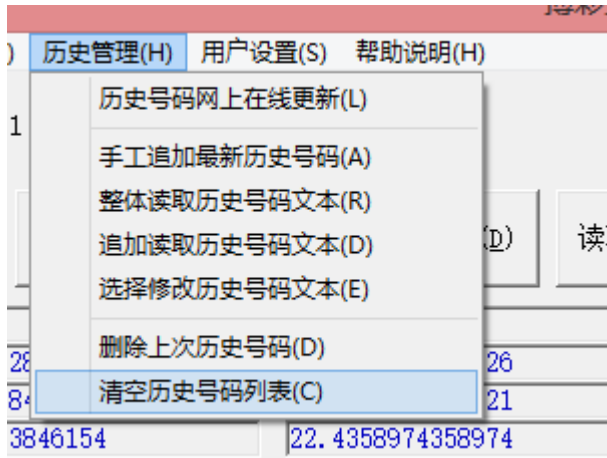 ) 历史管理(H) 用户设置(S) 帮助说明(H)
历史号码网上在线更新(L)
1
手工追加最新历史号码(A)
整体读取历史号码文本(R)
追加读取历史号码文本(D)
(D) 读
选择修改历史号码文本(E)
删除上次历史号码(D)
28 26
清空历史号码列表(C)
84 21
3846154 22.4358974358974